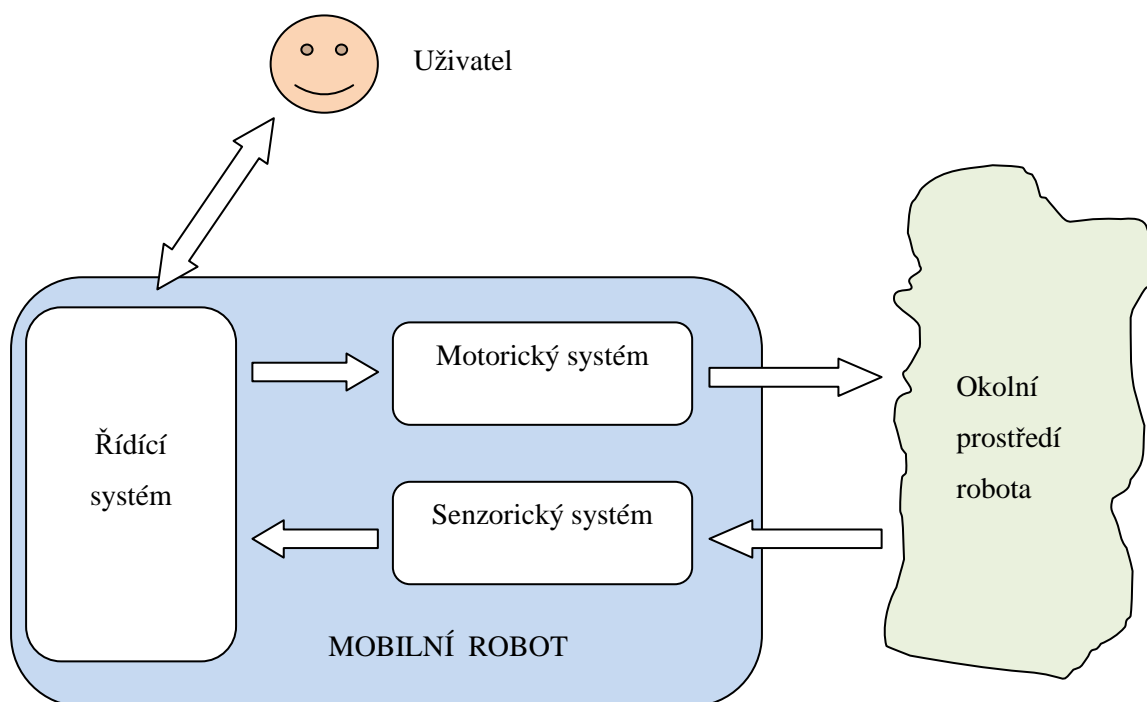 Uživatel
Motorický systém
Řídící
systém
Senzorický systém
MOBILNÍ ROBOT
Okolní
prostředí
robota